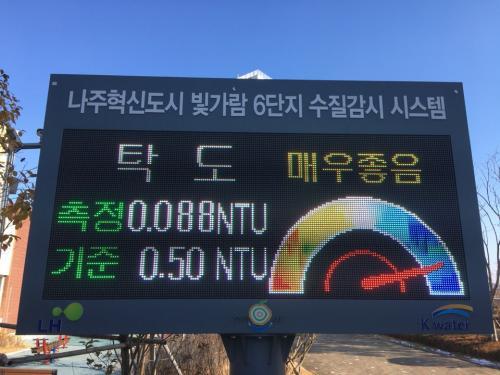 나주혁신도시 빛가람 6단지 수질감시 시스템
탁도 매우좋음
측정 0.088NTU
기준 0.50 NTU
LH K water